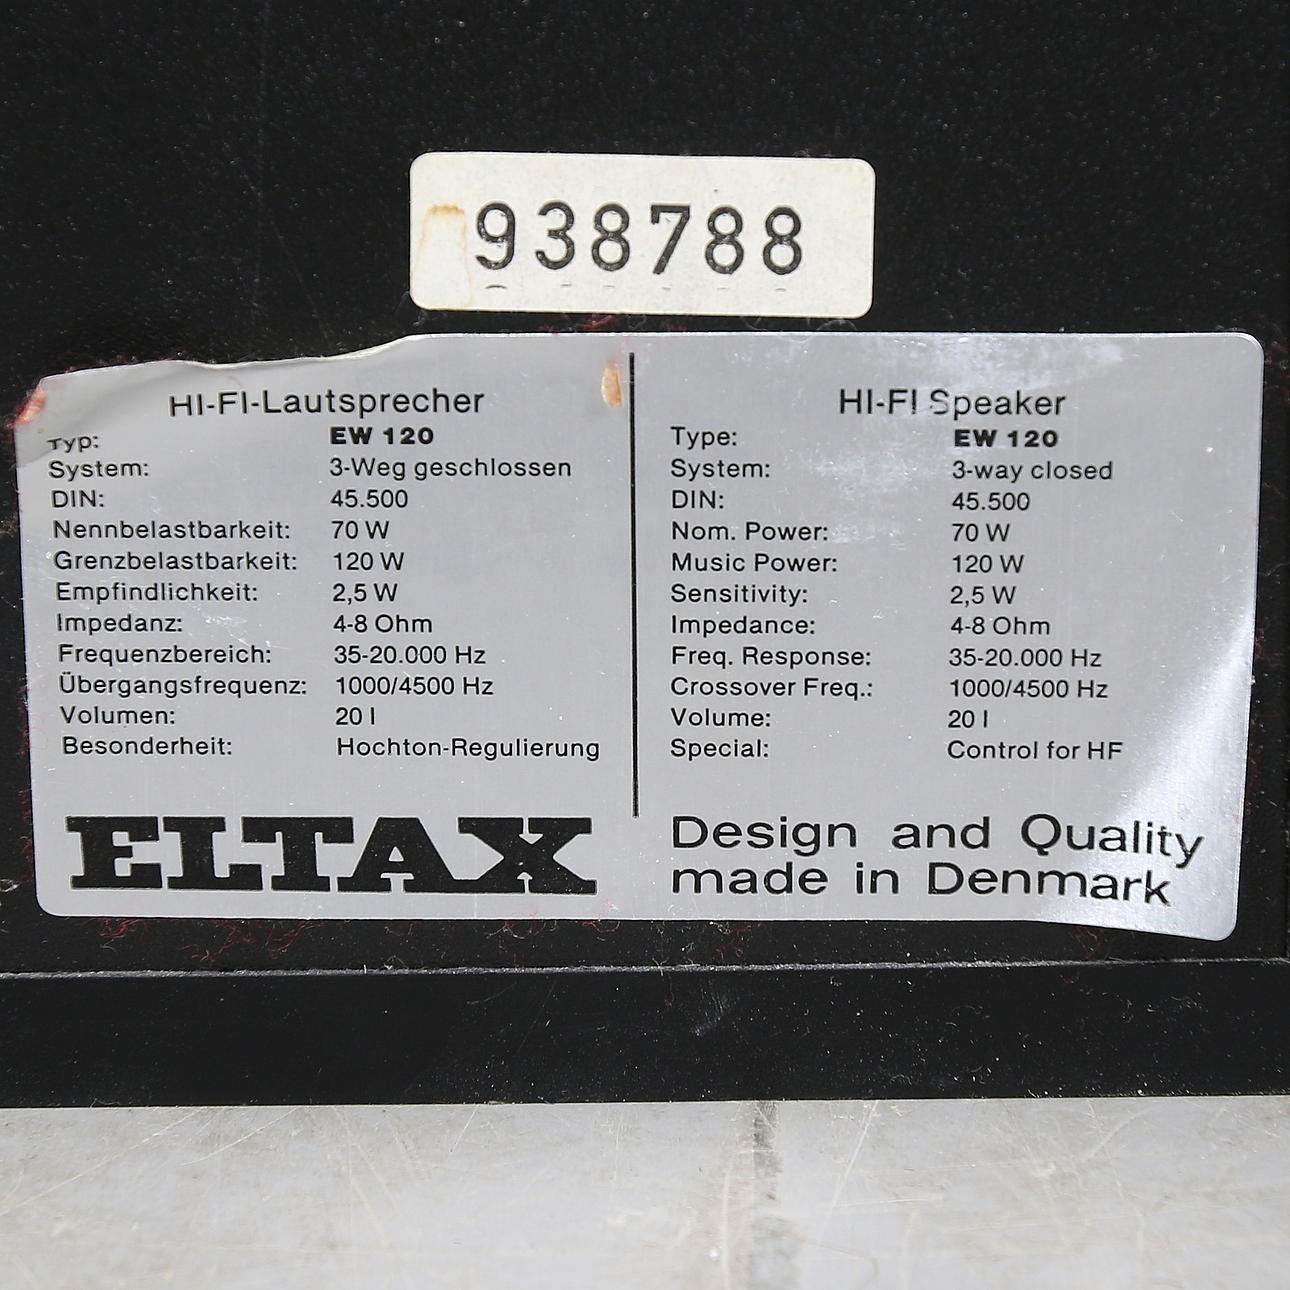 938788
HI-FI-Lautsprecher
Typ: EW 120
System: 3-Weg geschlossen
DIN: 45.500
Nennbelastbarkeit: 70 W
Grenzbelastbarkeit: 120 W
Empfindlichkeit: 2,5 W
Impedanz: 4-8 Ohm
Frequenzbereich: 35-20.000 Hz
Übergangsfrequenz: 1000/4500 Hz
Volumen: 20 l
Besonderheit: Hochton-Regulierung
ELTAX
HI-FI Speaker
Type: EW 120
System: 3-way closed
DIN: 45.500
Nom. Power: 70 W
Music Power: 120 W
Sensitivity: 2,5 W
Impedance: 4-8 Ohm
Freq. Response: 35-20.000 Hz
Crossover Freq.: 1000/4500 Hz
Volume: 20 l
Special: Control for HF
Design and Quality
made in Denmark